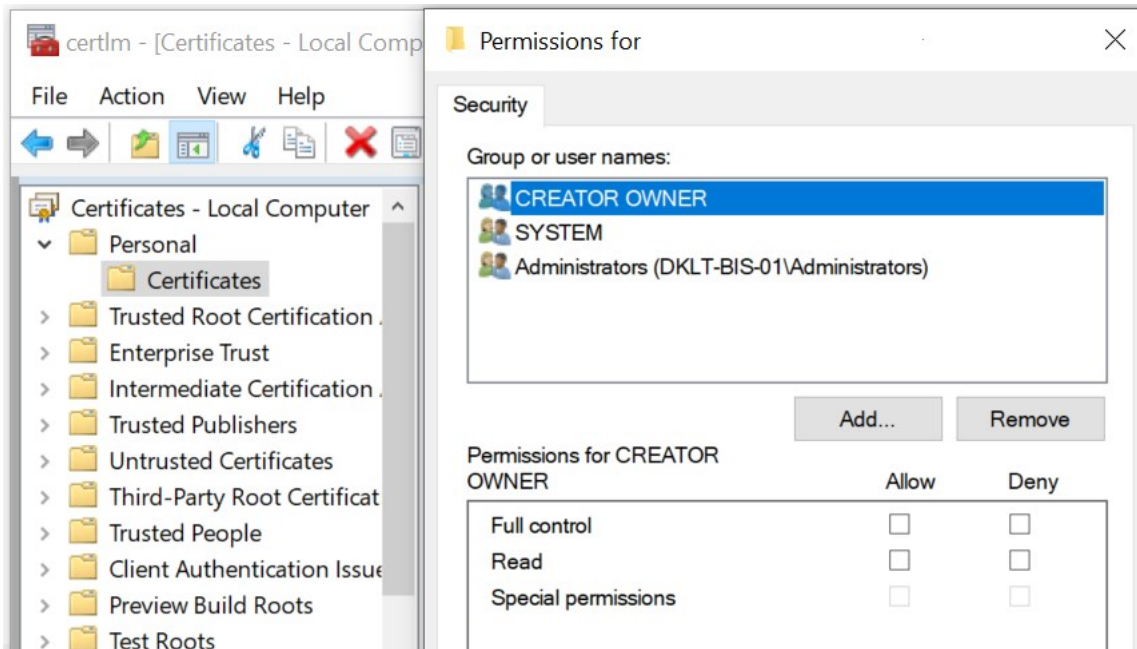 certlm - [Certificates - Local Comp
File Action View Help
Certificates - Local Computer
Personal
Certificates
Trusted Root Certification .
Enterprise Trust
Intermediate Certification .
Trusted Publishers
Untrusted Certificates
Third-Party Root Certificat
Trusted People
Client Authentication Issue
Preview Build Roots
Test Roots
Permissions for
Security
Group or user names:
CREATOR OWNER
SYSTEM
Administrators (DKLT-BIS-01\Administrators)
Add... Remove
Permissions for CREATOR
OWNER Allow Deny
Full control
Read
Special permissions